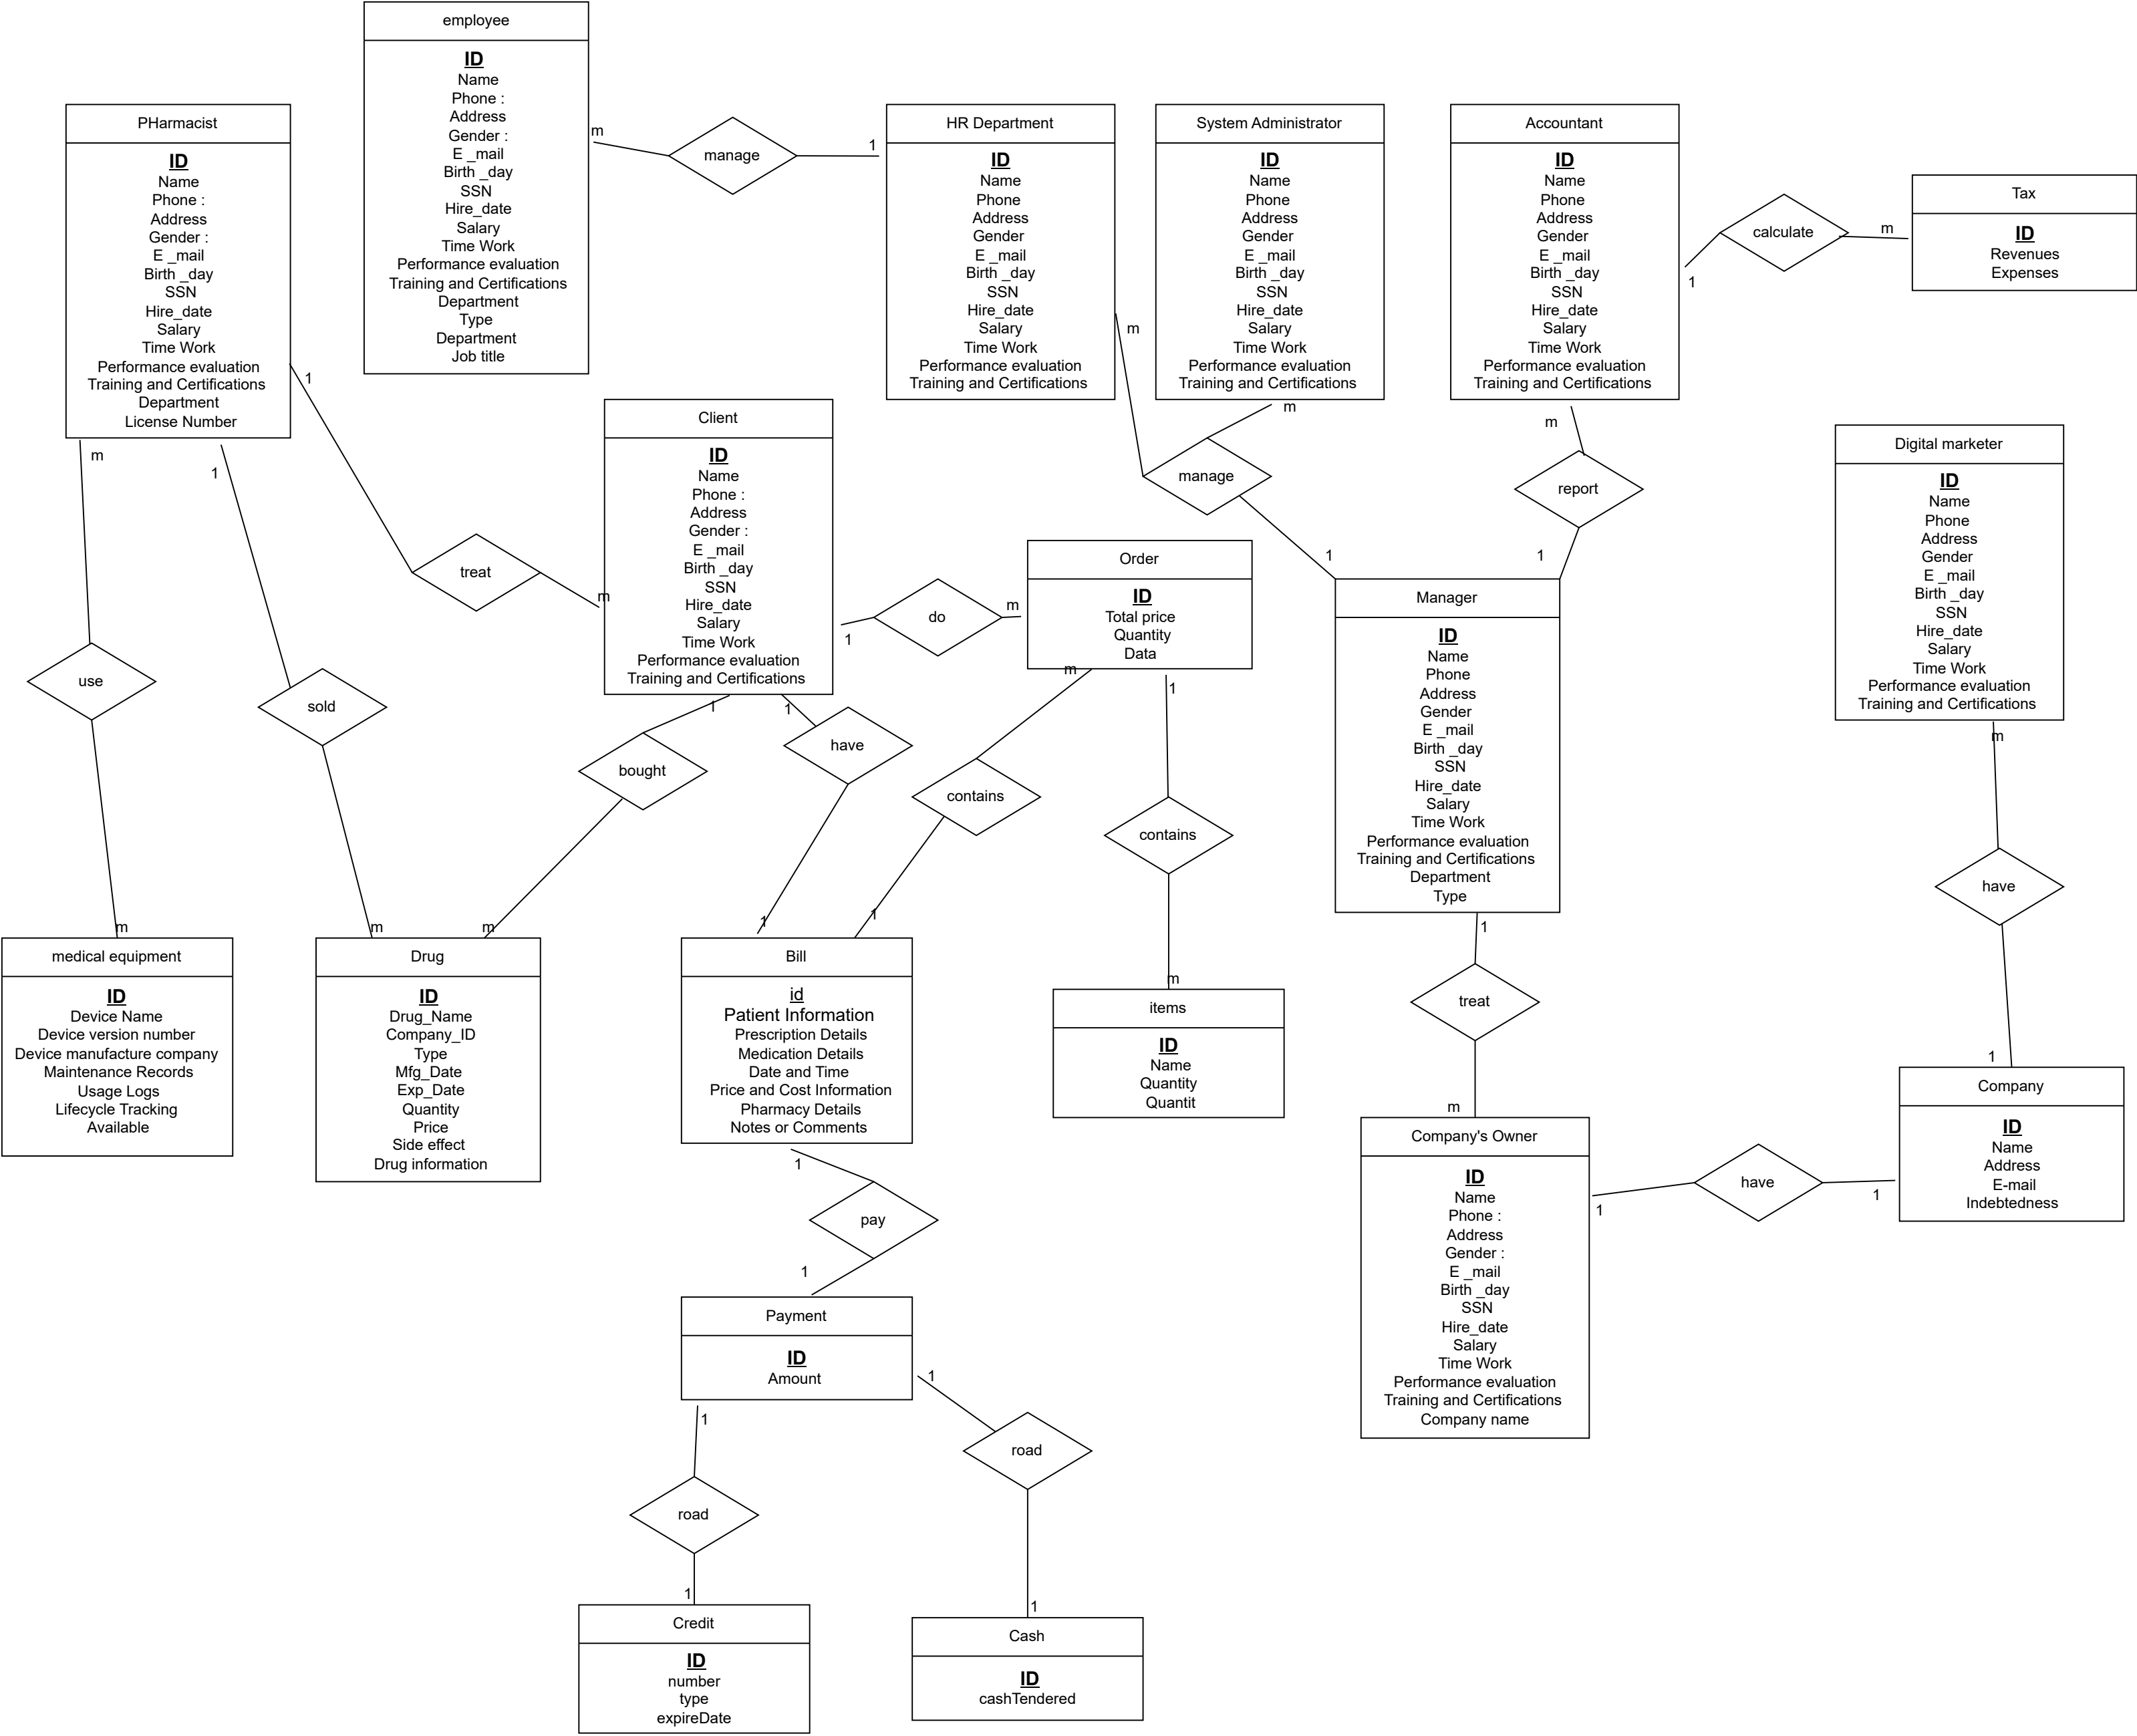 employee
ID
Name
Phone :
Address
Gender :
E _mail
Birth _day
SSN
Hire_date
Salary
Time Work
Performance evaluation
Training and Certifications
Department
Type
Department
Job title
m
manage
1
PHarmacist
ID
Name
Phone :
Address
Gender :
E _mail
Birth _day
SSN
Hire_date
Salary
Time Work
Performance evaluation
Training and Certifications
Department
License Number
HR Department
ID
Name
Phone
Address
Gender
E _mail
Birth _day
SSN
Hire_date
Salary
Time Work
Performance evaluation
Training and Certifications
System Administrator
ID
Name
Phone
Address
Gender
E _mail
Birth _day
SSN
Hire_date
Salary
Time Work
Performance evaluation
Training and Certifications
Accountant
ID
Name
Phone
Address
Gender
E _mail
Birth _day
SSN
Hire_date
Salary
Time Work
Performance evaluation
Training and Certifications
1
calculate
m
Tax
ID
Revenues
Expenses
m
m
manage
1
m
report
1
1
treat
m
m
use
m
1
sold
m
Client
ID
Name
Phone :
Address
Gender :
E _mail
Birth _day
SSN
Hire_date
Salary
Time Work
Performance evaluation
Training and Certifications
1
do
m
Order
ID
Total price
Quantity
Data
Manager
ID
Name
Phone
Address
Gender
E _mail
Birth _day
SSN
Hire_date
Salary
Time Work
Performance evaluation
Training and Certifications
Department
Type
Digital marketer
ID
Name
Phone
Address
Gender
E _mail
Birth _day
SSN
Hire_date
Salary
Time Work
Performance evaluation
Training and Certifications
1
bought
m
1
have
1
m
contains
1
1
contains
m
m
have
1
1
treat
m
medical equipment
ID
Device Name
Device version number
Device manufacture company
Maintenance Records
Usage Logs
Lifecycle Tracking
Available
Drug
ID
Drug_Name
Company_ID
Type
Mfg_Date
Exp_Date
Quantity
Price
Side effect
Drug information
Bill
id
Patient Information
Prescription Details
Medication Details
Date and Time
Price and Cost Information
Pharmacy Details
Notes or Comments
items
ID
Name
Quantity
Quantit
Company
ID
Name
Address
E-mail
Indebtedness
Company's Owner
ID
Name
Phone :
Address
Gender :
E _mail
Birth _day
SSN
Hire_date
Salary
Time Work
Performance evaluation
Training and Certifications
Company name
1
have
1
1
pay
1
Payment
ID
Amount
1
road
1
1
road
1
Credit
ID
number
type
expireDate
Cash
ID
cashTendered